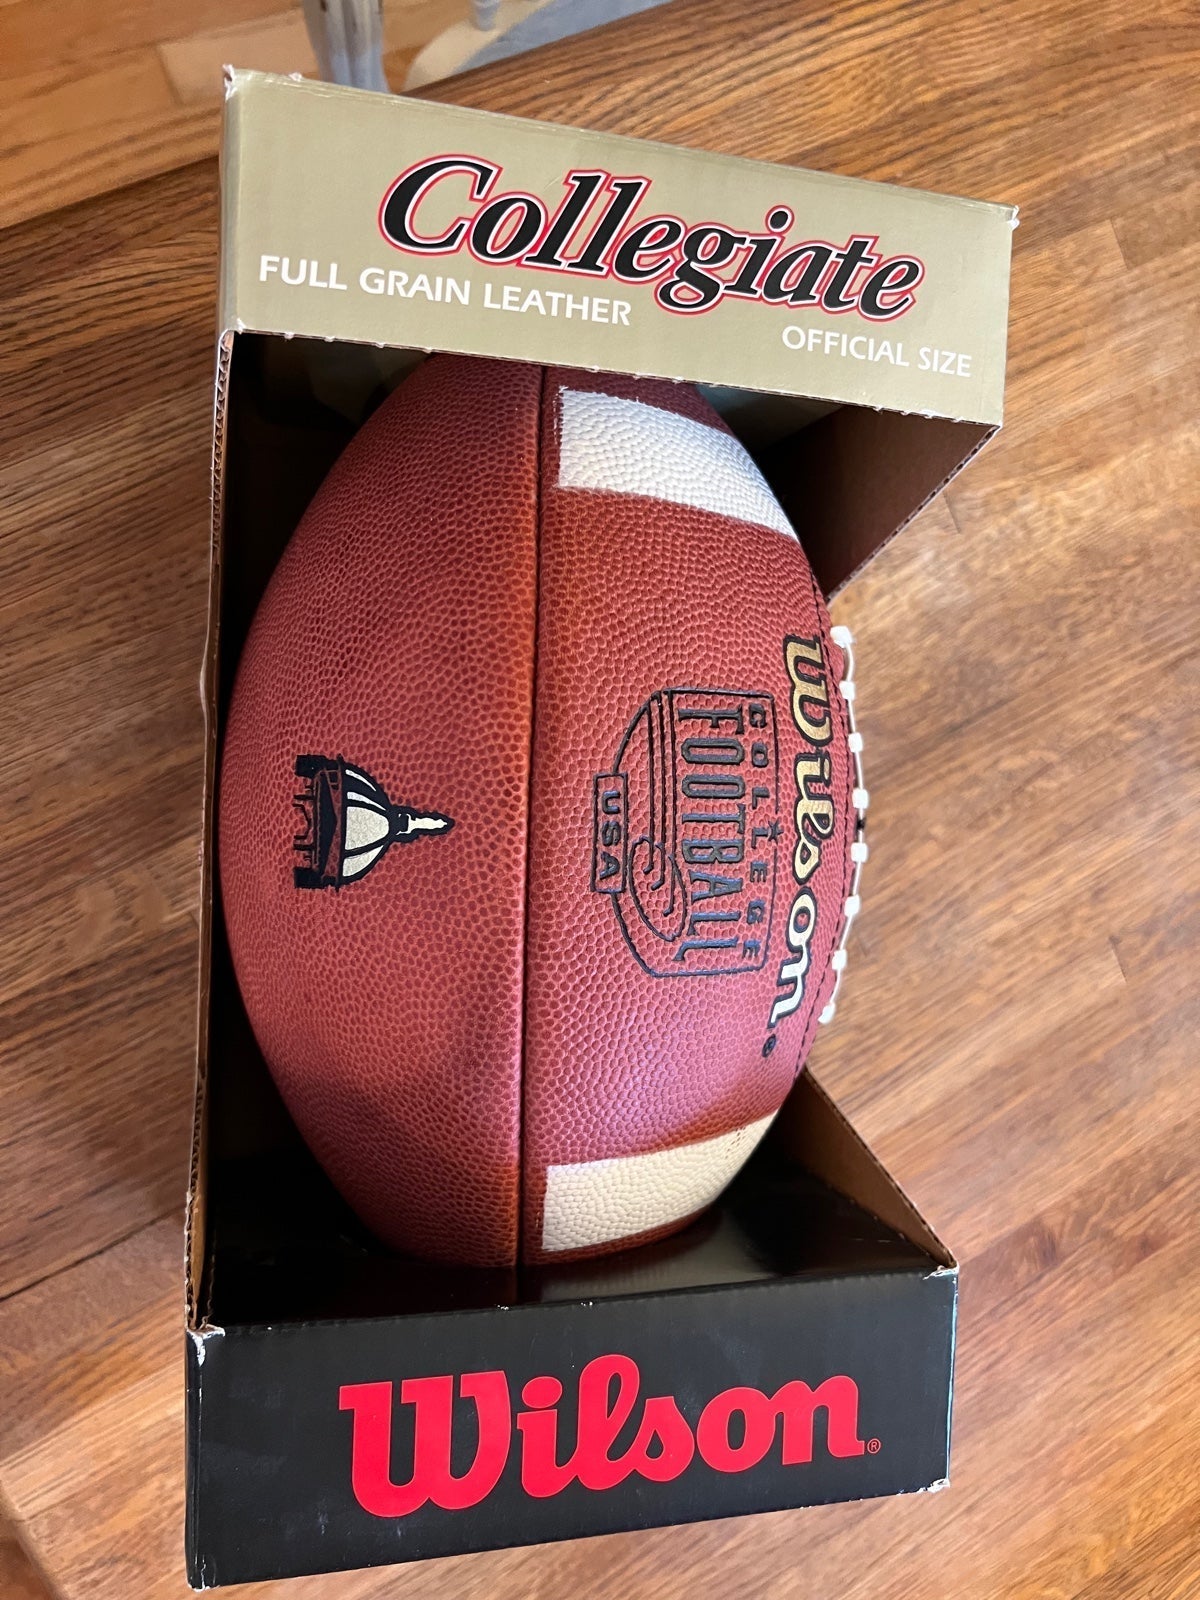 Collegiate
FULL GRAIN LEATHER
OFFICIAL SIZE
Wilson®
COLLEGE
FOOTBALL
USA
Wilson®